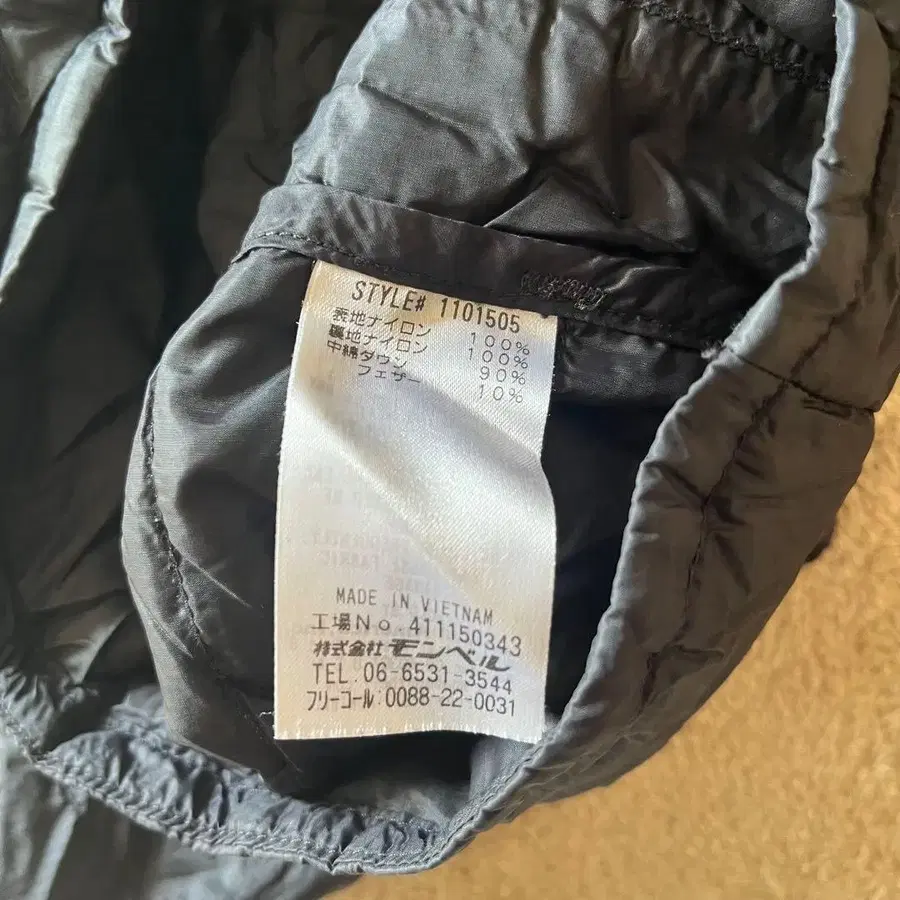 STYLE# 1101505
表地ナイロン 100%
裏地ナイロン 100%
中綿ダウン 90%
フェザー 10%
MADE IN VIETNAM
工場No.411150343
株式会社 モンベル
TEL.06-6531-3544
フリーコール:0088-22-0031